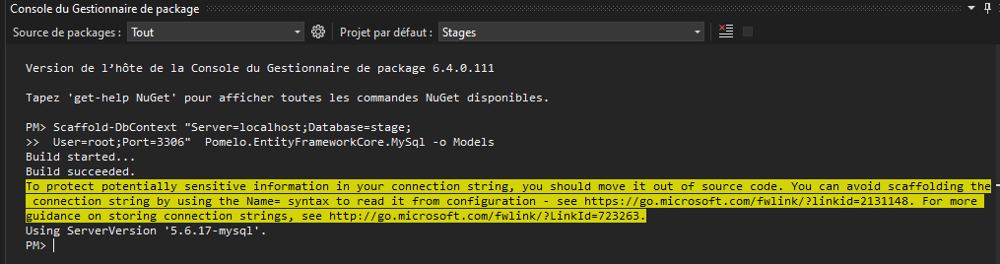 Console du Gestionnaire de package
Source de packages : Tout Projet par défaut : Stages
Version de l'hôte de la Console du Gestionnaire de package 6.4.0.111
Tapez 'get-help NuGet' pour afficher toutes les commandes NuGet disponibles.
PM> Scaffold-DbContext "Server=localhost;Database=stage;
>> User=root;Port=3306" Pomelo.EntityFrameworkCore.MySql -o Models
Build started...
Build succeeded.
To protect potentially sensitive information in your connection string, you should move it out of source code. You can avoid scaffolding the
connection string by using the Name= syntax to read it from configuration - see https://go.microsoft.com/fwlink/?linkid=2131148. For more
guidance on storing connection strings, see http://go.microsoft.com/fwlink/?LinkId=723263.
Using ServerVersion '5.6.17-mysql'.
PM>